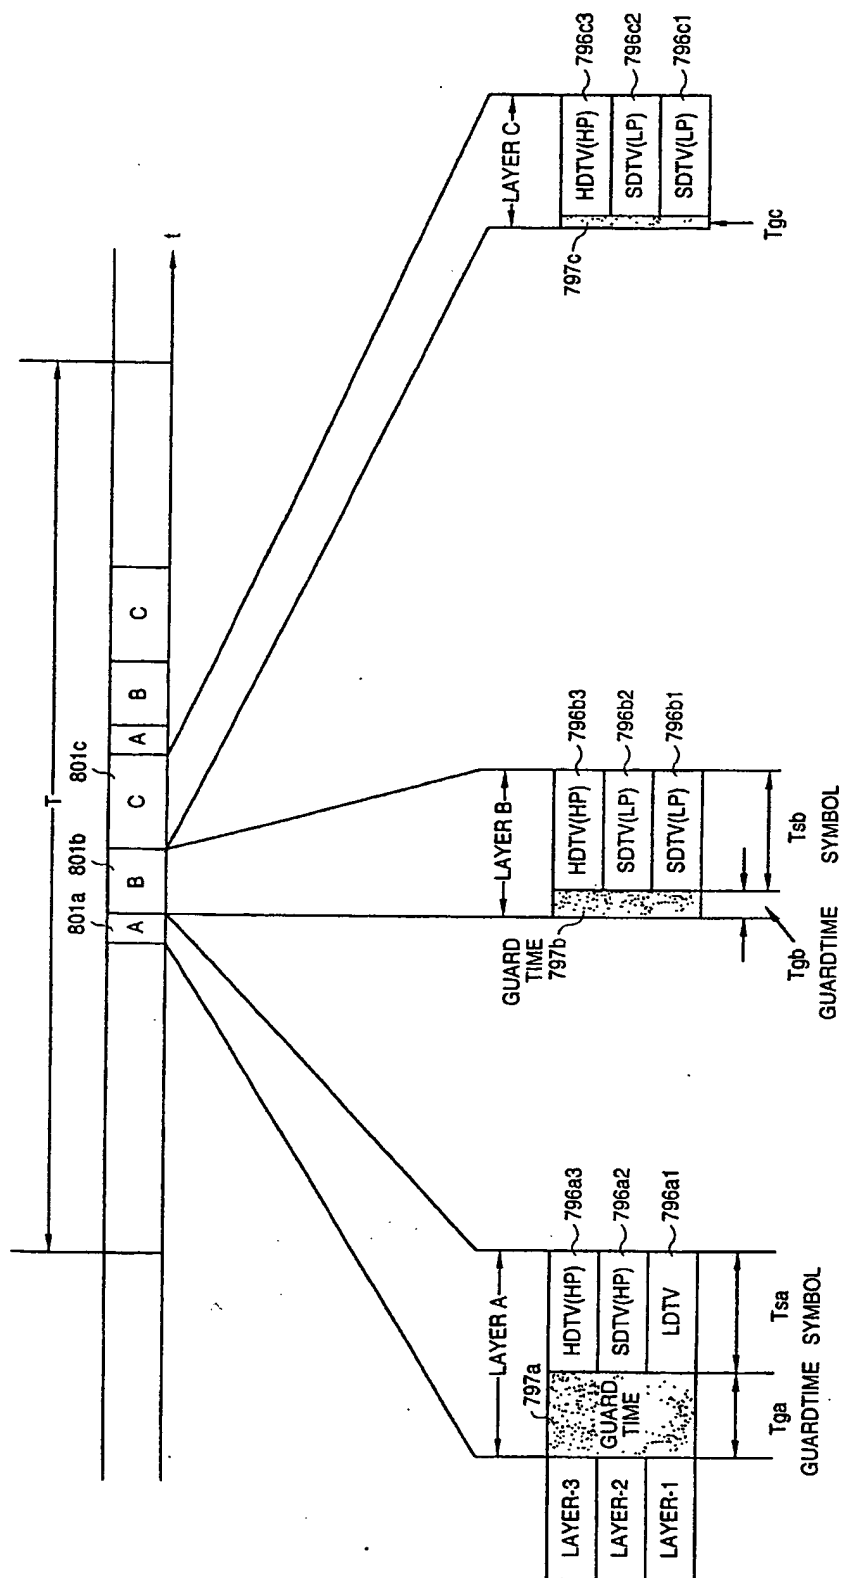 T
801a 801b 801c
A B C A B C
t
LAYER A
797a
LAYER-3 GUARD TIME HDTV(HP) 796a3
LAYER-2 SDTV(HP) 796a2
LAYER-1 LDTV 796a1
Tga Tsa
GUARDTIME SYMBOL
LAYER B
GUARD
TIME
797b
HDTV(HP) 796b3
SDTV(LP) 796b2
SDTV(LP) 796b1
Tgb Tsb
GUARDTIME SYMBOL
LAYER C
797c
HDTV(HP) 796c3
SDTV(LP) 796c2
SDTV(LP) 796c1
Tgc